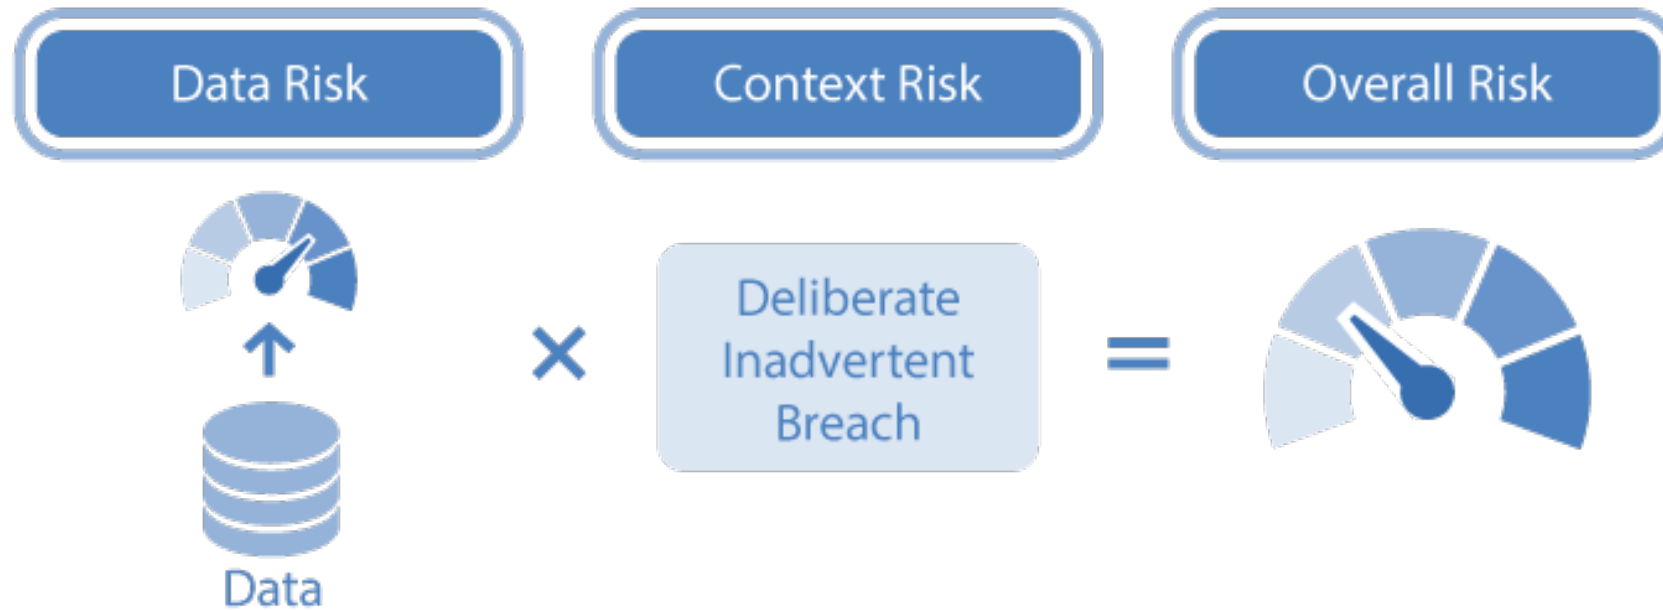 Data Risk
Context Risk
Overall Risk
Deliberate
Inadvertent
Breach
Data